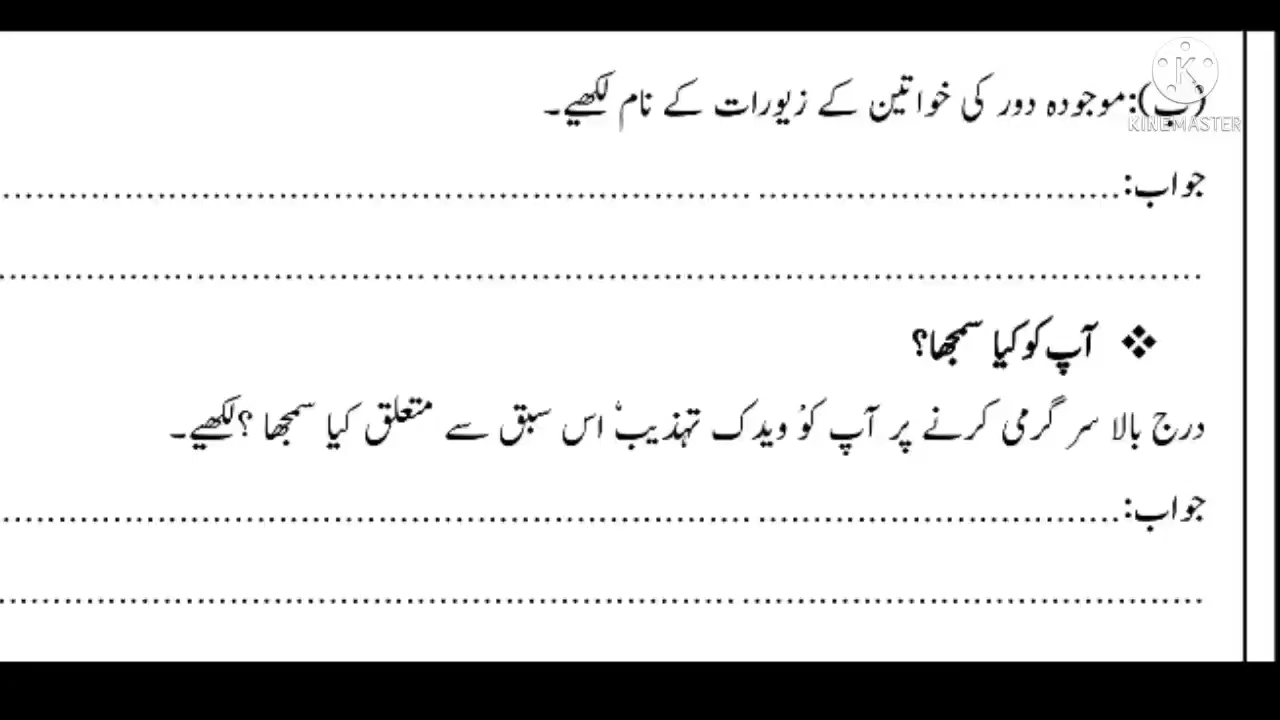 (ب):موجودہ دور کی خواتین کے زیورات کے نام لکھیے۔
KINEMASTER
جواب:........................................................................
........................................................................
❖ آپ کو کیا سمجھا؟
درج بالا سر گرمی کرنے پر آپ کو' ویدک تہذیب' اس سبق سے متعلق کیا سمجھا ؟لکھیے۔
جواب:........................................................................
........................................................................